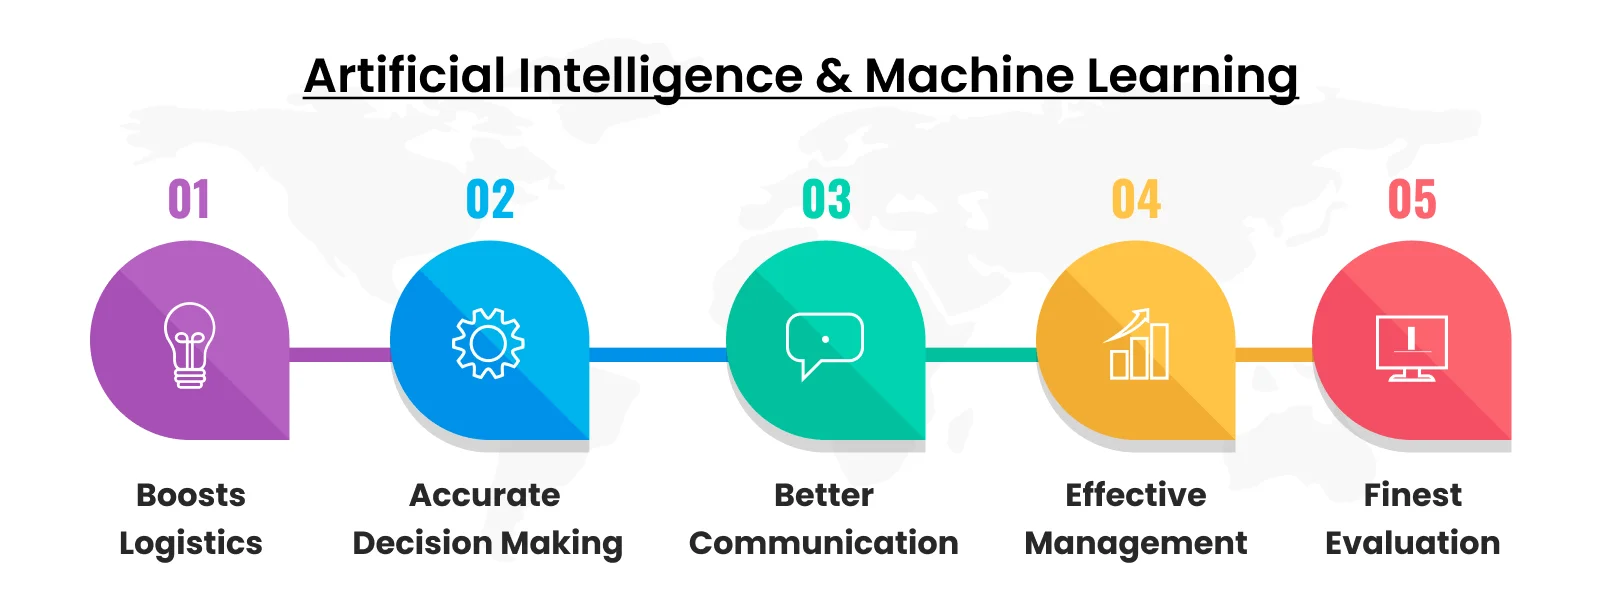 Artificial Intelligence & Machine Learning
01
02
03
04
05
Boosts
Logistics
Accurate
Decision Making
Better
Communication
Effective
Management
Finest
Evaluation